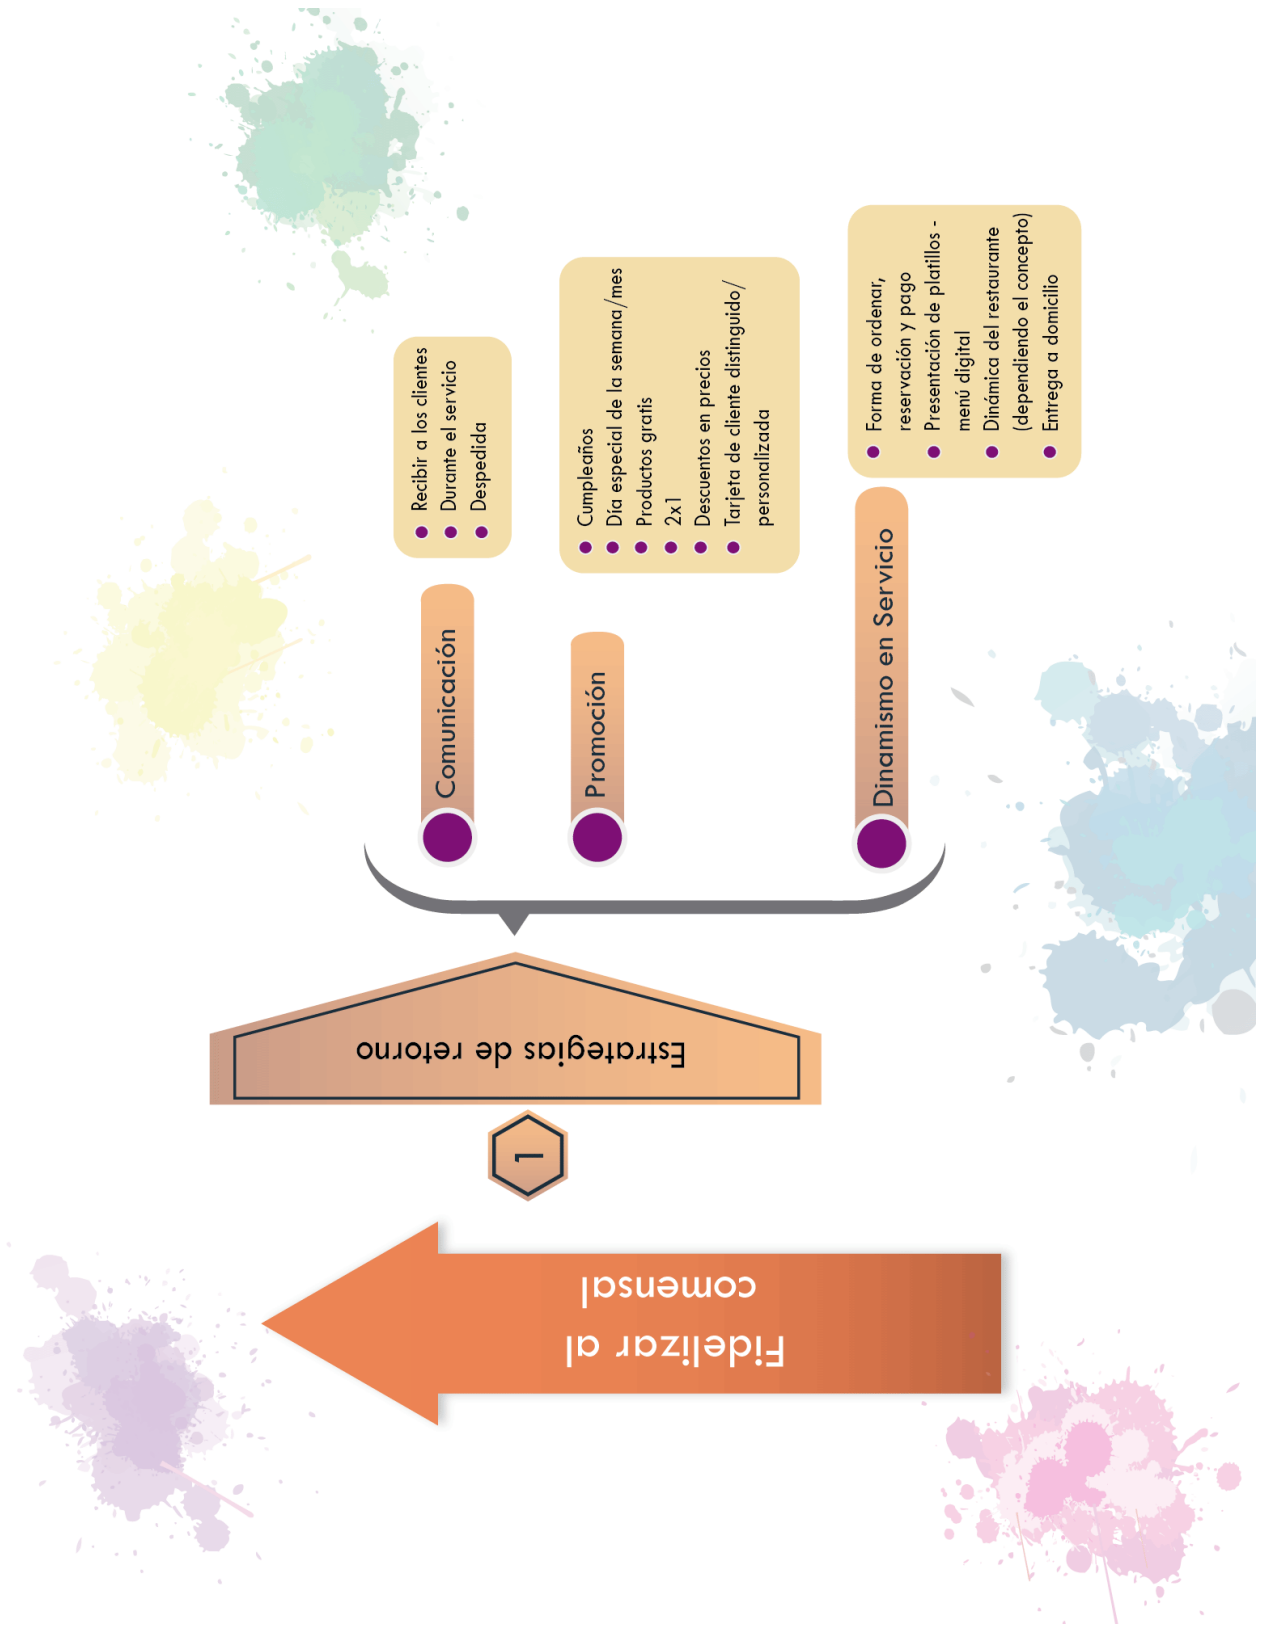 Fidelizar al
comensal
1
Estrategias de retorno
Comunicación
Recibir a los clientes
Durante el servicio
Despedida
Promoción
Cumpleaños
Día especial de la semana/mes
Productos gratis
2x1
Descuentos en precios
Tarjeta de cliente distinguido/
personalizada
Dinamismo en Servicio
Forma de ordenar,
reservación y pago
Presentación de platillos -
menú digital
Dinámica del restaurante
(dependiendo el concepto)
Entrega a domicilio